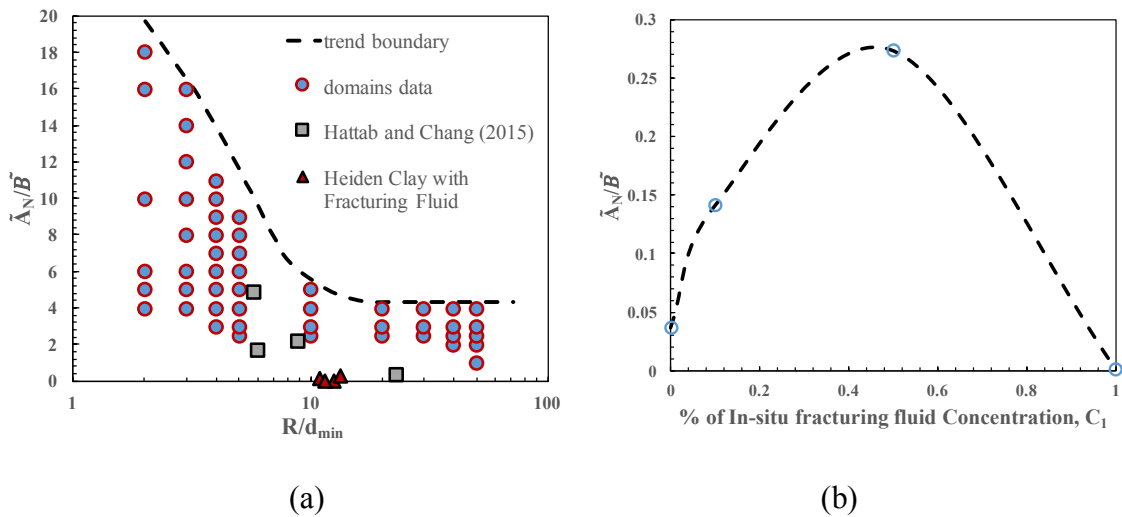 20
18
16
14
12
10
8
6
4
2
0
1
10
100
Ã_N/B̃
R/d_min
trend boundary
domains data
Hattab and Chang (2015)
Heiden Clay with
Fracturing Fluid
(a)
0.3
0.25
0.2
0.15
0.1
0.05
0
0
0.2
0.4
0.6
0.8
1
Ã_N/B̃
% of In-situ fracturing fluid Concentration, C₁
(b)